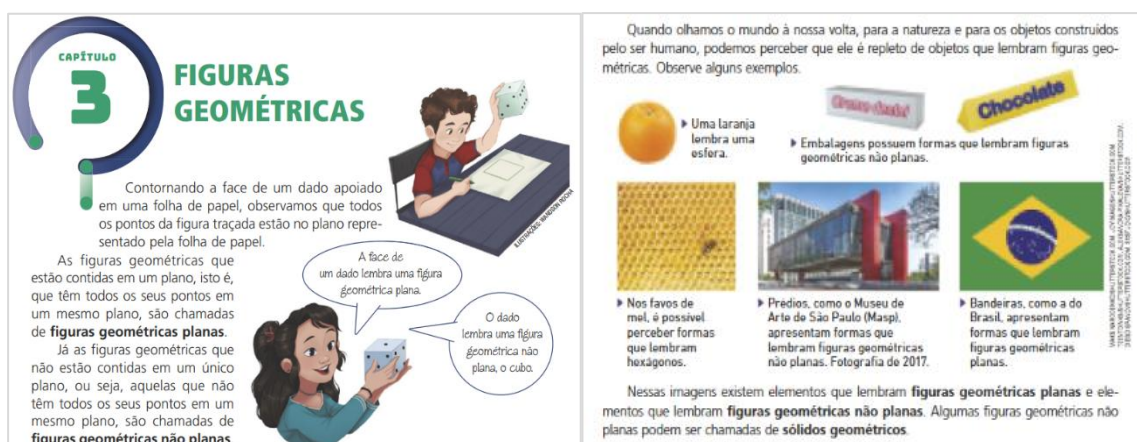 CAPÍTULO
3
FIGURAS
GEOMÉTRICAS
Contornando a face de um dado apoiado
em uma folha de papel, observamos que todos
os pontos da figura traçada estão no plano repre-
sentado pela folha de papel.
ILUSTRAÇÕES: WANDSON ROCHA
As figuras geométricas que
estão contidas em um plano, isto é,
que têm todos os seus pontos em
um mesmo plano, são chamadas
de figuras geométricas planas.
Já as figuras geométricas que
não estão contidas em um único
plano, ou seja, aquelas que não
têm todos os seus pontos em um
mesmo plano, são chamadas de
figuras geométricas não planas
A face de
um dado lembra uma figura
geométrica plana.
O dado
lembra uma figura
geométrica não
plana, o cubo.
Quando olhamos o mundo à nossa volta, para a natureza e para os objetos construídos
pelo ser humano, podemos perceber que ele é repleto de objetos que lembram figuras geo-
métricas. Observe alguns exemplos.
Uma laranja
lembra uma
esfera.
Creme dental
Chocolate
Embalagens possuem formas que lembram figuras
geométricas não planas.
Nos favos de
mel, é possível
perceber formas
que lembram
hexágonos.
Prédios, como o Museu de
Arte de São Paulo (Masp),
apresentam formas que
lembram figuras geométricas
não planas. Fotografia de 2017.
Bandeiras, como a do
Brasil, apresentam
formas que lembram
figuras geométricas
planas.
Nessas imagens existem elementos que lembram figuras geométricas planas e ele-
mentos que lembram figuras geométricas não planas. Algumas figuras geométricas não
planas podem ser chamadas de sólidos geométricos.